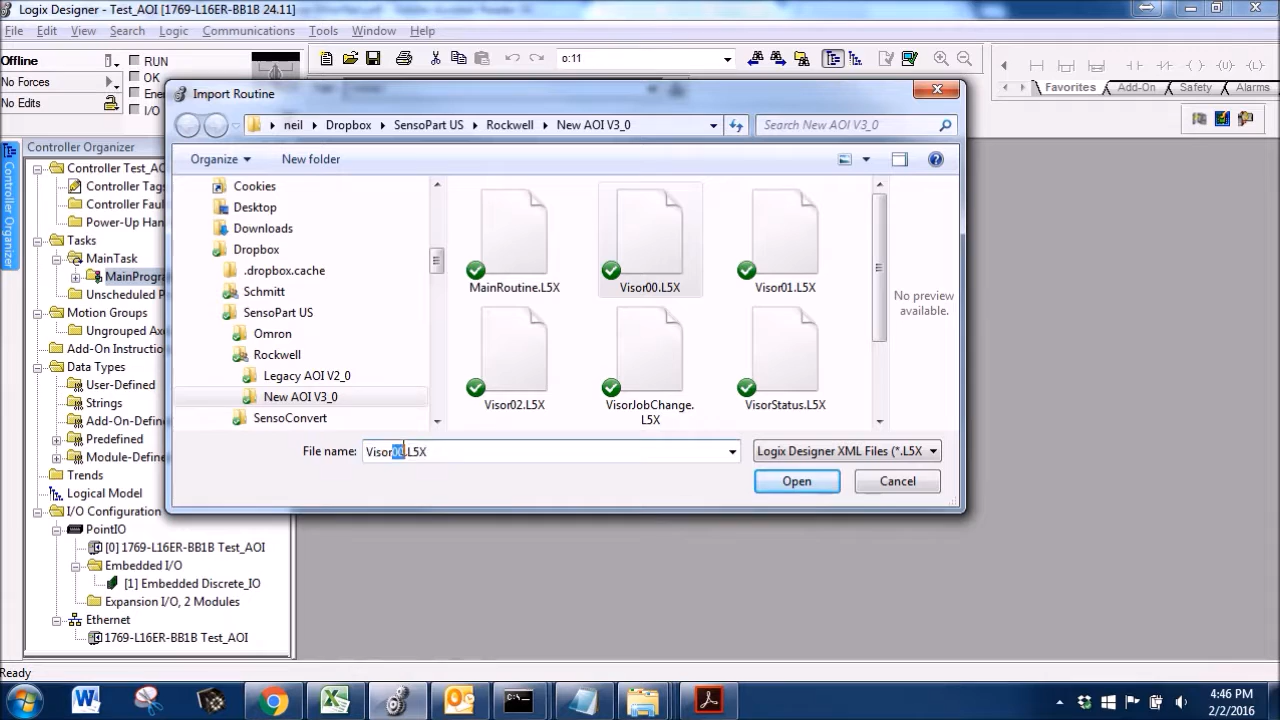 Logix Designer - Test_AOI [1769-L16ER-BB1B 24.11]
File Edit View Search Logic Communications Tools Window Help
Offline RUN
OK
No Forces
No Edits
I/O
o:11
Favorites Add-On Safety Alarms
Import Routine
neil Dropbox SensoPart US Rockwell New AOI V3_0
Search New AOI V3_0
Organize New folder
Controller Organizer
Controller Organizer
Controller Test_AO
Controller Tags
Controller Fau
Power-Up Han
Tasks
MainTask
MainProgra
Unscheduled P
Motion Groups
Ungrouped Ax
Add-On Instructio
Data Types
User-Defined
Strings
Add-On-Defin
Predefined
Module-Defin
Trends
Logical Model
I/O Configuration
PointIO
[0] 1769-L16ER-BB1B Test_AOI
Embedded I/O
[1] Embedded Discrete_IO
Expansion I/O, 2 Modules
Ethernet
1769-L16ER-BB1B Test_AOI
Cookies
Desktop
Downloads
Dropbox
.dropbox.cache
Schmitt
SensoPart US
Omron
Rockwell
Legacy AOI V2_0
New AOI V3_0
SensoConvert
MainRoutine.L5X Visor00.L5X Visor01.L5X
Visor02.L5X VisorJobChange.L5X VisorStatus.L5X
No preview
available.
File name: Visor00.L5X Logix Designer XML Files (*.L5X
Open Cancel
Ready
4:46 PM
2/2/2016